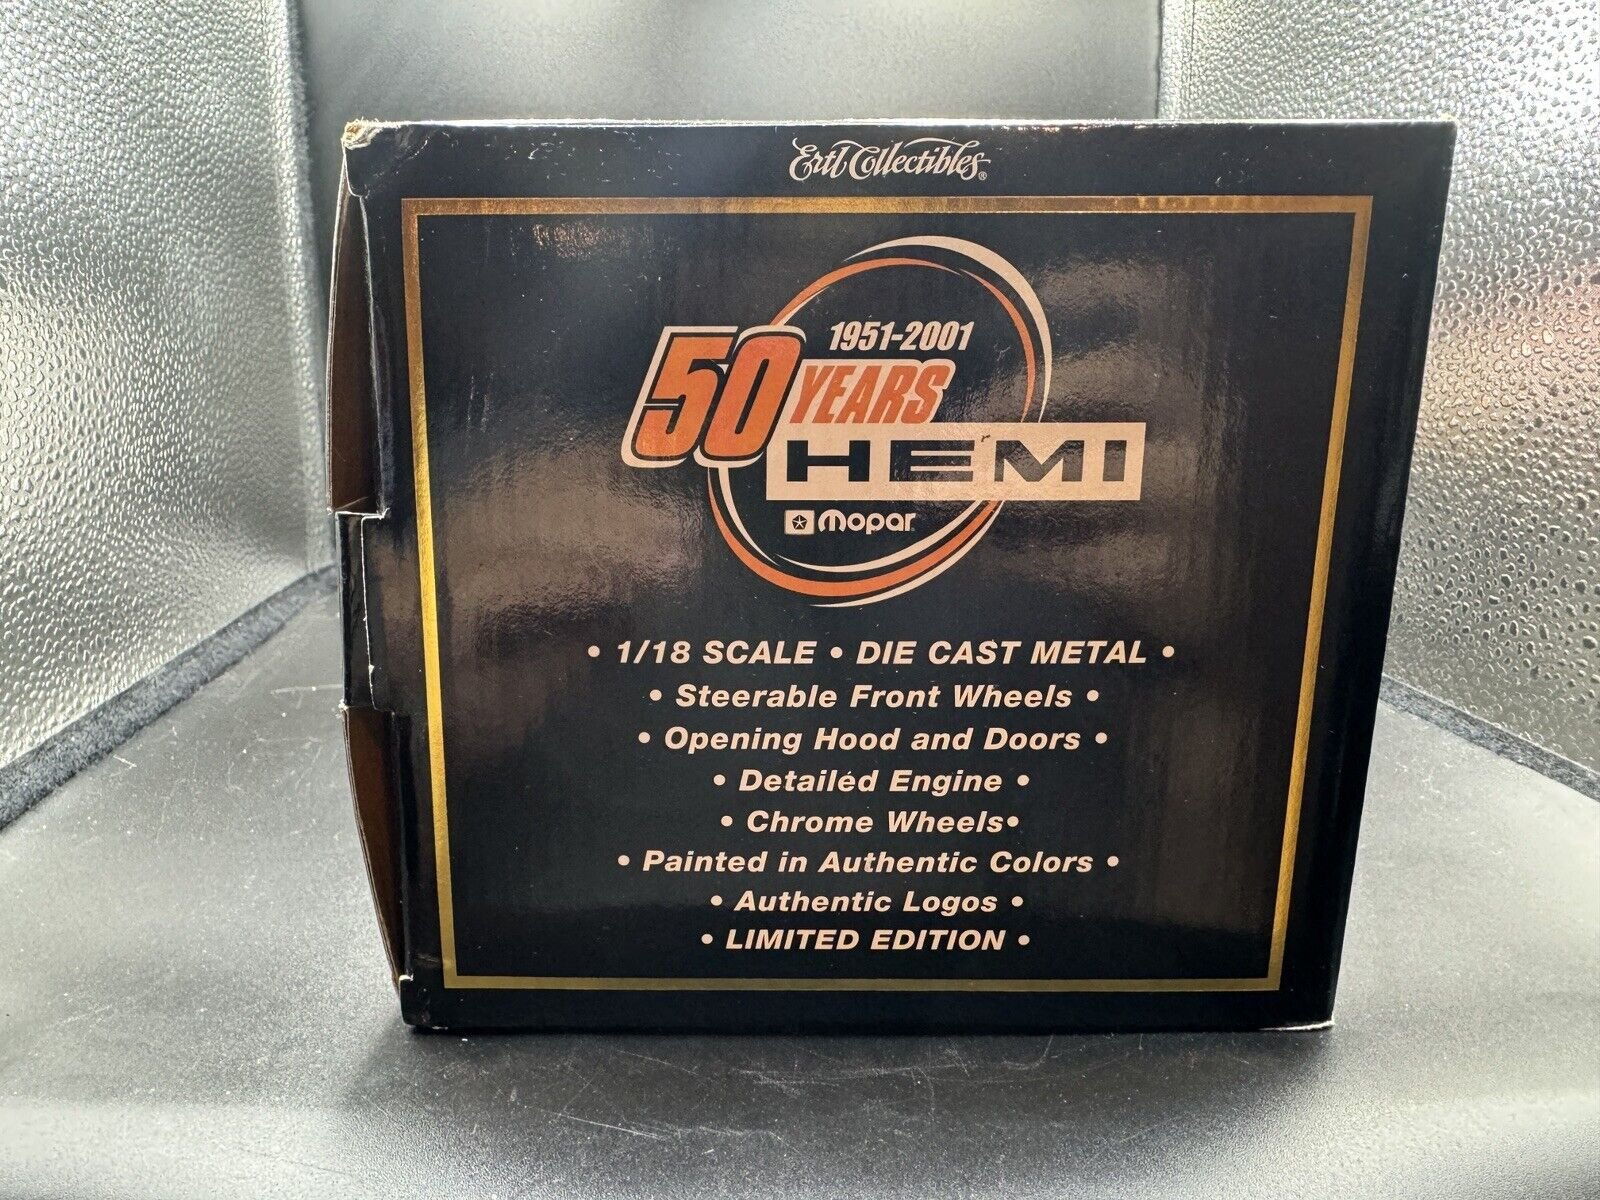 Ertl Collectibles®
1951-2001
50 YEARS
HEMI
Mopar
• 1/18 SCALE • DIE CAST METAL •
• Steerable Front Wheels •
• Opening Hood and Doors •
• Detailed Engine •
• Chrome Wheels•
• Painted in Authentic Colors •
• Authentic Logos •
• LIMITED EDITION •